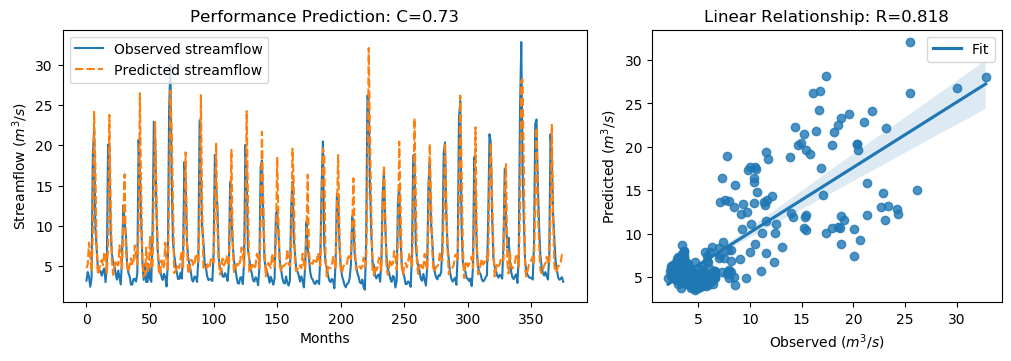 Performance Prediction: C=0.73
Observed streamflow
Predicted streamflow
Streamflow (m³/s)
30
25
20
15
10
5
0
50
100
150
200
250
300
350
Months
Linear Relationship: R=0.818
Fit
Predicted (m³/s)
30
25
20
15
10
5
5
10
15
20
25
30
Observed (m³/s)